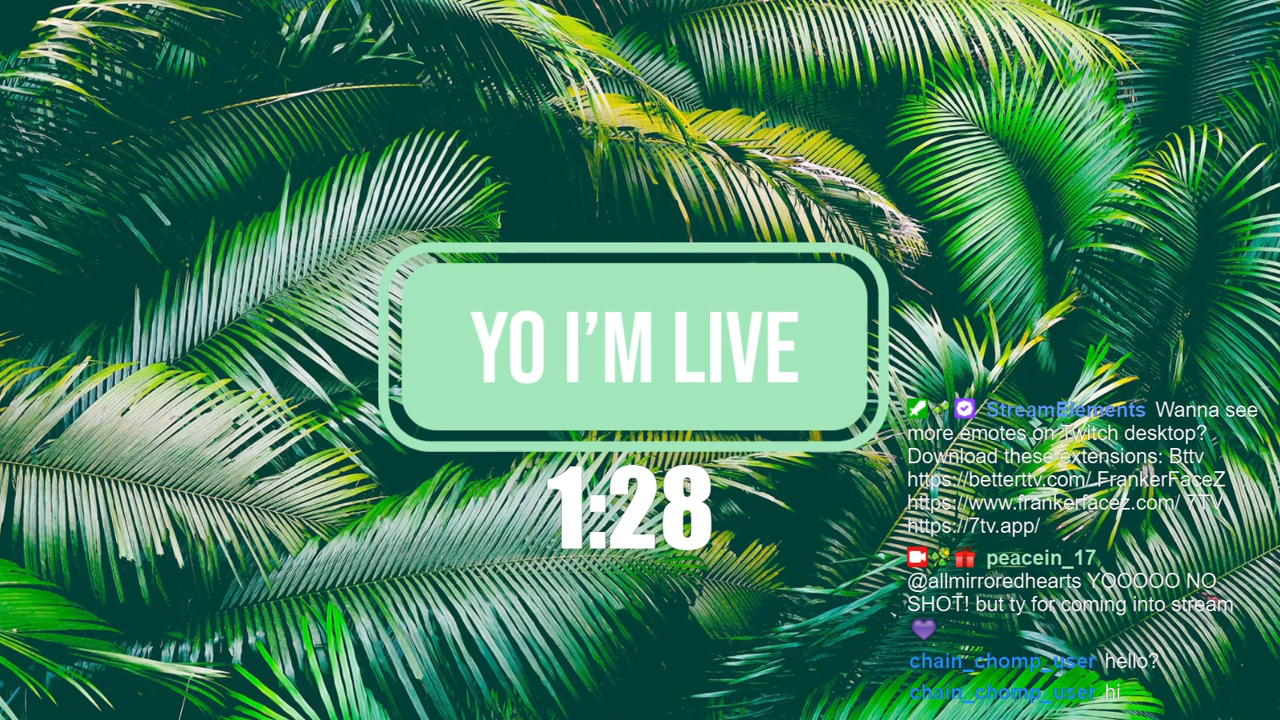 YO I'M LIVE
1:28
StreamElements Wanna see
more emotes on Twitch desktop?
Download these extensions: Bttv
https://betterttv.com/ FrankerFaceZ
https://www.frankerfacez.com/ 7TV
https://7tv.app/
peacein_17
@allmirroredhearts YOOOOO NO
SHOT! but ty for coming into stream
chain_chomp_user hello?
chain_chomp_user hi